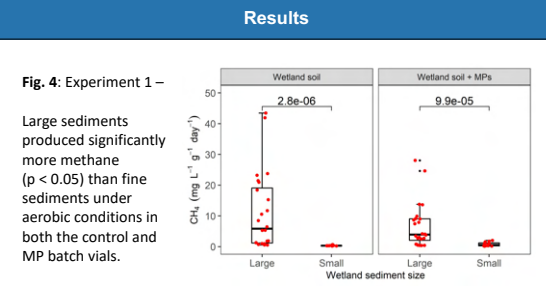 Results
Fig. 4: Experiment 1 –
Large sediments
produced significantly
more methane
(p < 0.05) than fine
sediments under
aerobic conditions in
both the control and
MP batch vials.
Wetland soil
Wetland soil + MPs
2.8e-06
9.9e-05
CH₄ (mg L⁻¹ g⁻¹ day⁻¹)
50
40
30
20
10
0
Large
Small
Large
Small
Wetland sediment size